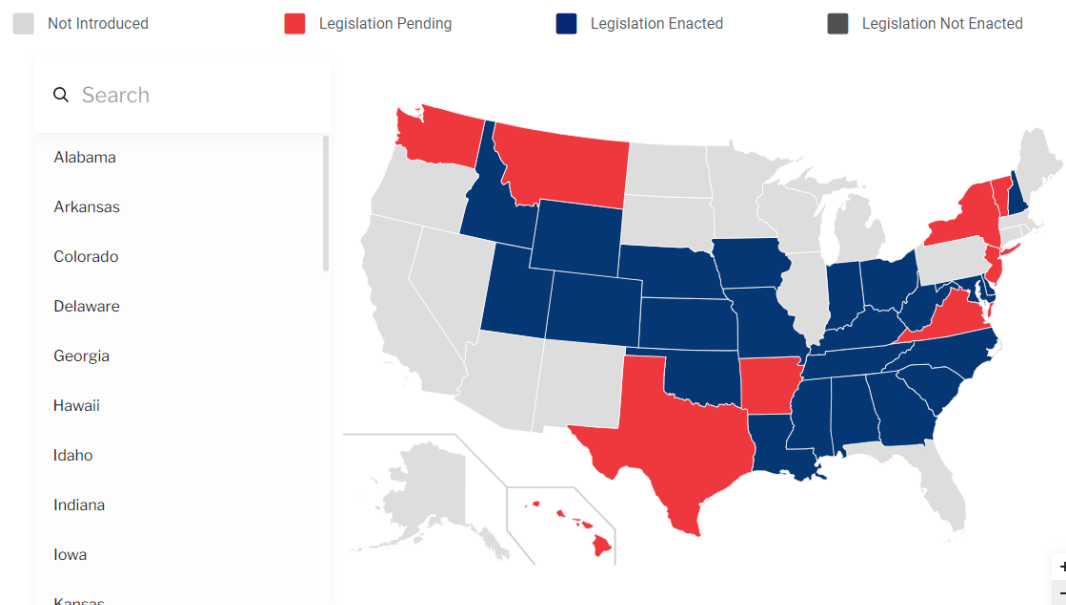 Not Introduced
Legislation Pending
Legislation Enacted
Legislation Not Enacted
Search
Alabama
Arkansas
Colorado
Delaware
Georgia
Hawaii
Idaho
Indiana
Iowa
Kansas
+
−